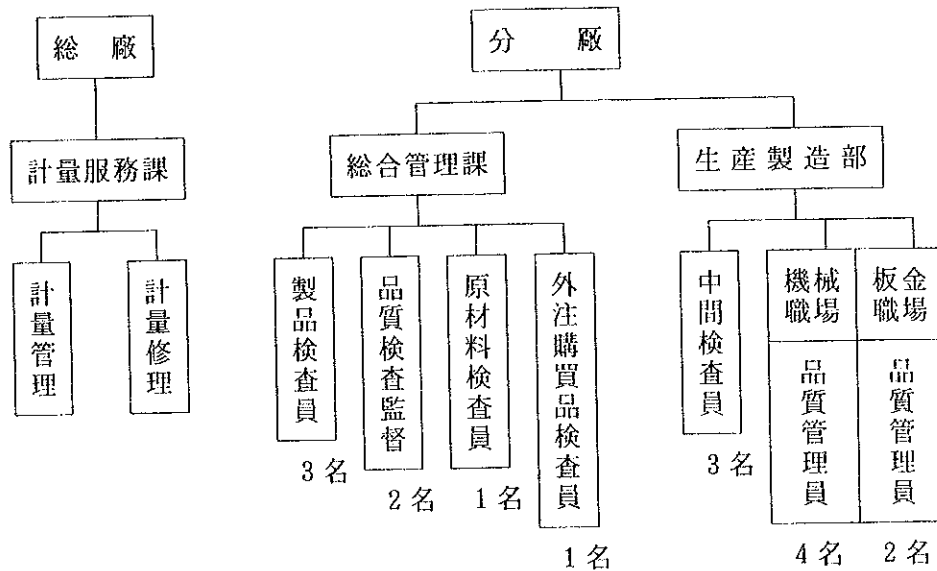 総　廠
分　廠
計量服務課
総合管理課
生産製造部
計量管理
計量修理
製品検査員
3名
品質検査監督
2名
原材料検査員
1名
外注購買品検査員
1名
中間検査員
3名
機械職場
品質管理員
4名
板金職場
品質管理員
2名